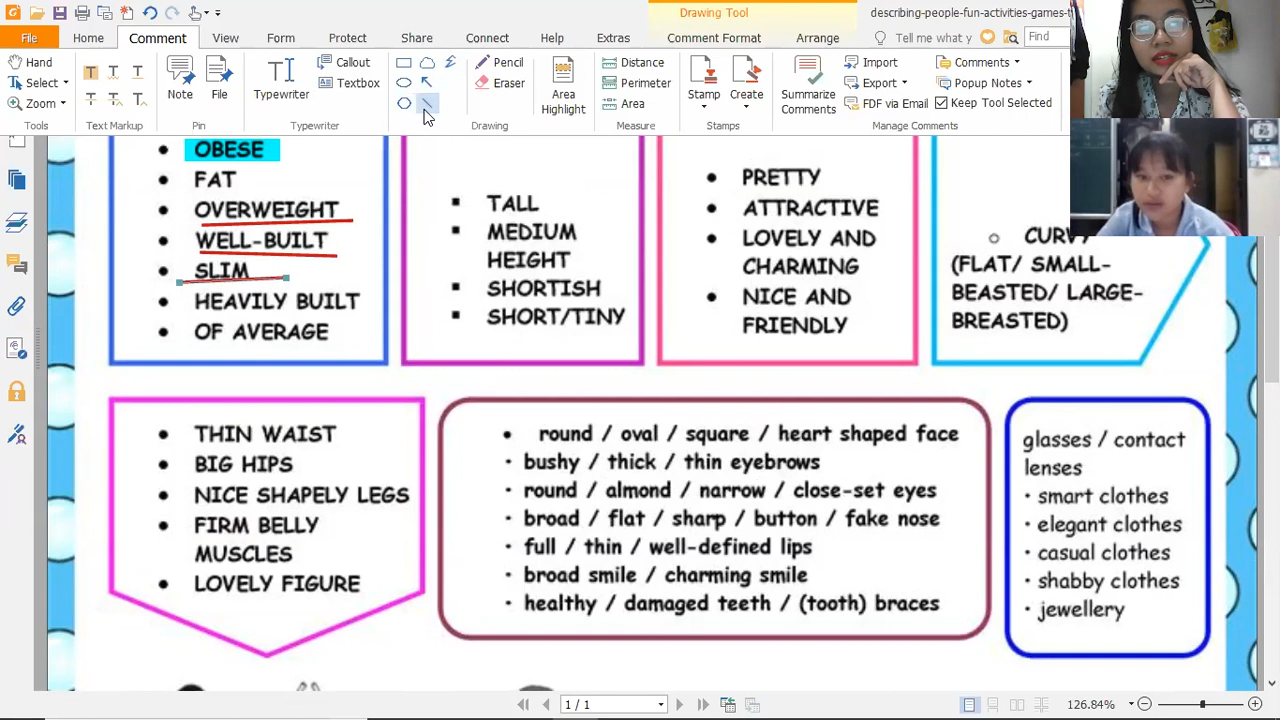 Drawing Tool
describing-people-fun-activities-games-t
File
Home
Comment
View
Form
Protect
Share
Connect
Help
Extras
Comment Format
Arrange
Tell me what y
Find
Hand
Select
Zoom
Tools
Text Markup
Note
File
Pin
Typewriter
Callout
Textbox
Typewriter
Pencil
Eraser
Drawing
Area
Highlight
Distance
Perimeter
Area
Measure
Stamp
Create
Stamps
Summarize
Comments
Import
Export
FDF via Email
Comments
Popup Notes
Keep Tool Selected
Manage Comments
• OBESE
• FAT
• OVERWEIGHT
• WELL-BUILT
• SLIM
• HEAVILY BUILT
• OF AVERAGE
▪ TALL
▪ MEDIUM
HEIGHT
▪ SHORTISH
▪ SHORT/TINY
• PRETTY
• ATTRACTIVE
• LOVELY AND
CHARMING
• NICE AND
FRIENDLY
○ CURVY
(FLAT/ SMALL-
BEASTED/ LARGE-
BREASTED)
• THIN WAIST
• BIG HIPS
• NICE SHAPELY LEGS
• FIRM BELLY
MUSCLES
• LOVELY FIGURE
• round / oval / square / heart shaped face
· bushy / thick / thin eyebrows
· round / almond / narrow / close-set eyes
· broad / flat / sharp / button / fake nose
· full / thin / well-defined lips
· broad smile / charming smile
· healthy / damaged teeth / (tooth) braces
glasses / contact
lenses
· smart clothes
· elegant clothes
· casual clothes
· shabby clothes
· jewellery
1 / 1
126.84%